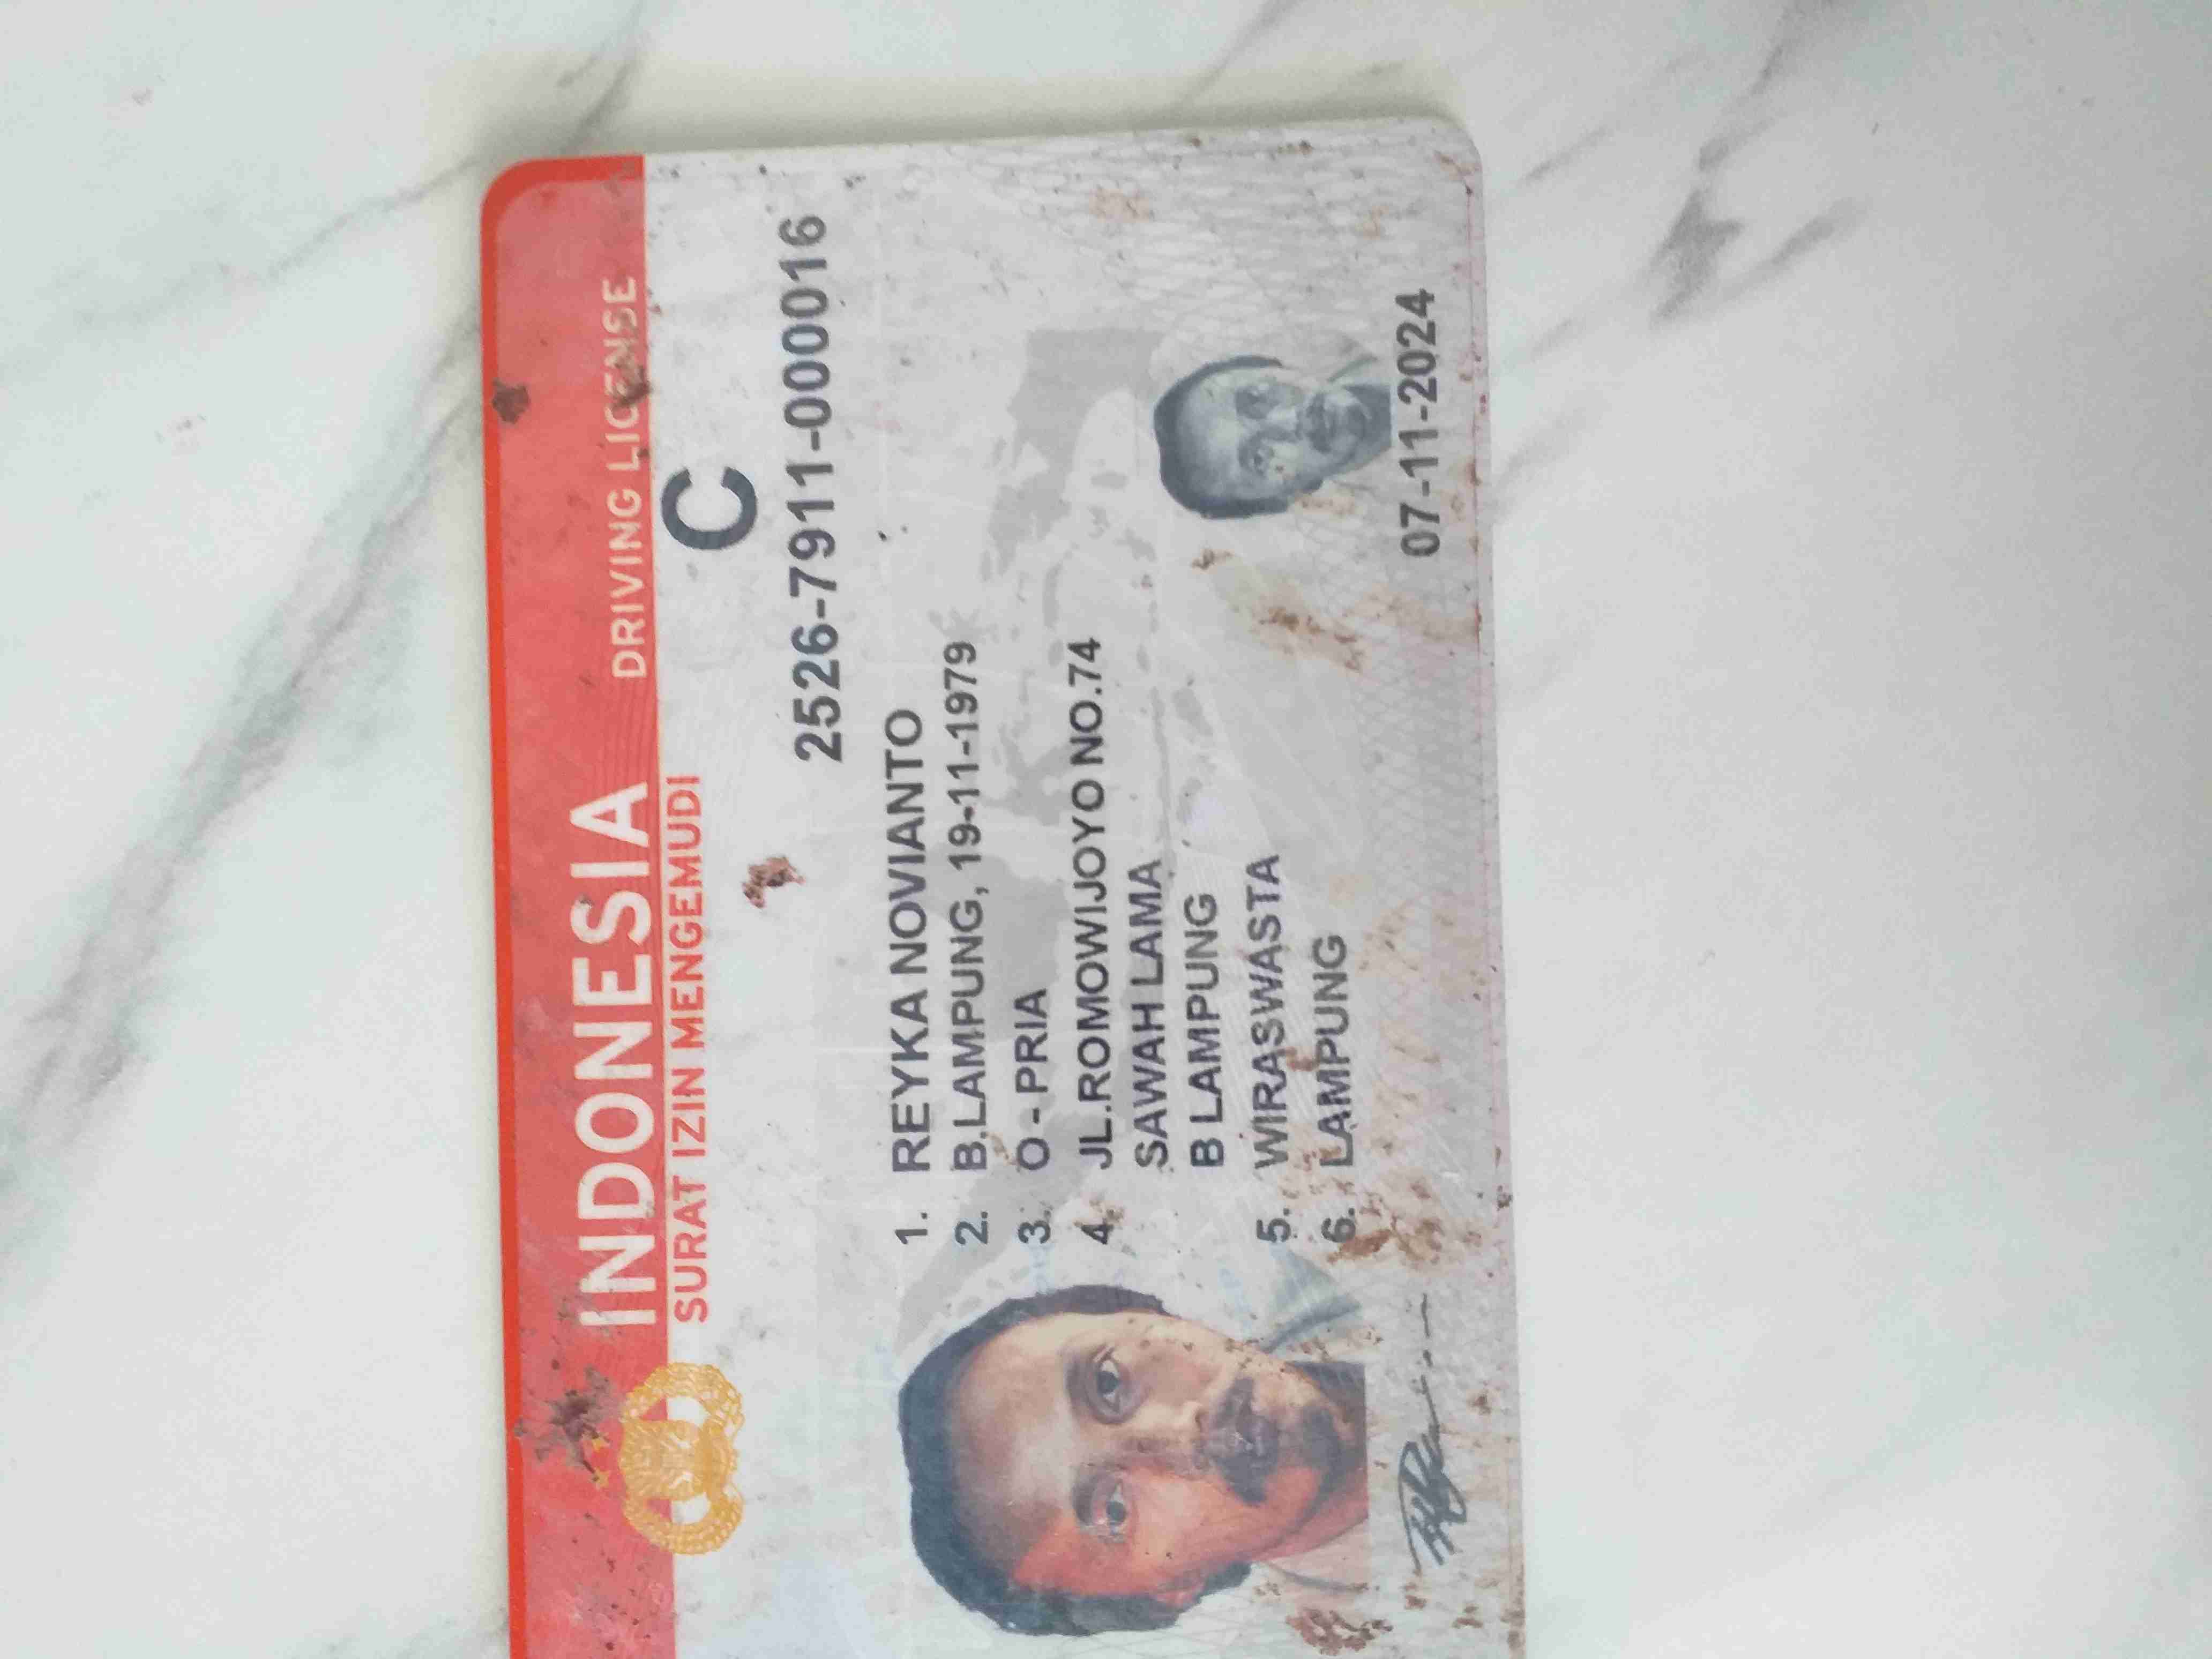 INDONESIA
DRIVING LICENSE
SURAT IZIN MENGEMUDI
C
2526-7911-000016
1. REYKA NOVIANTO
2. B.LAMPUNG, 19-11-1979
3. O - PRIA
4. JL.ROMOWIJOYO NO.74
SAWAH LAMA
B LAMPUNG
5. WIRASWASTA
6. LAMPUNG
07-11-2024